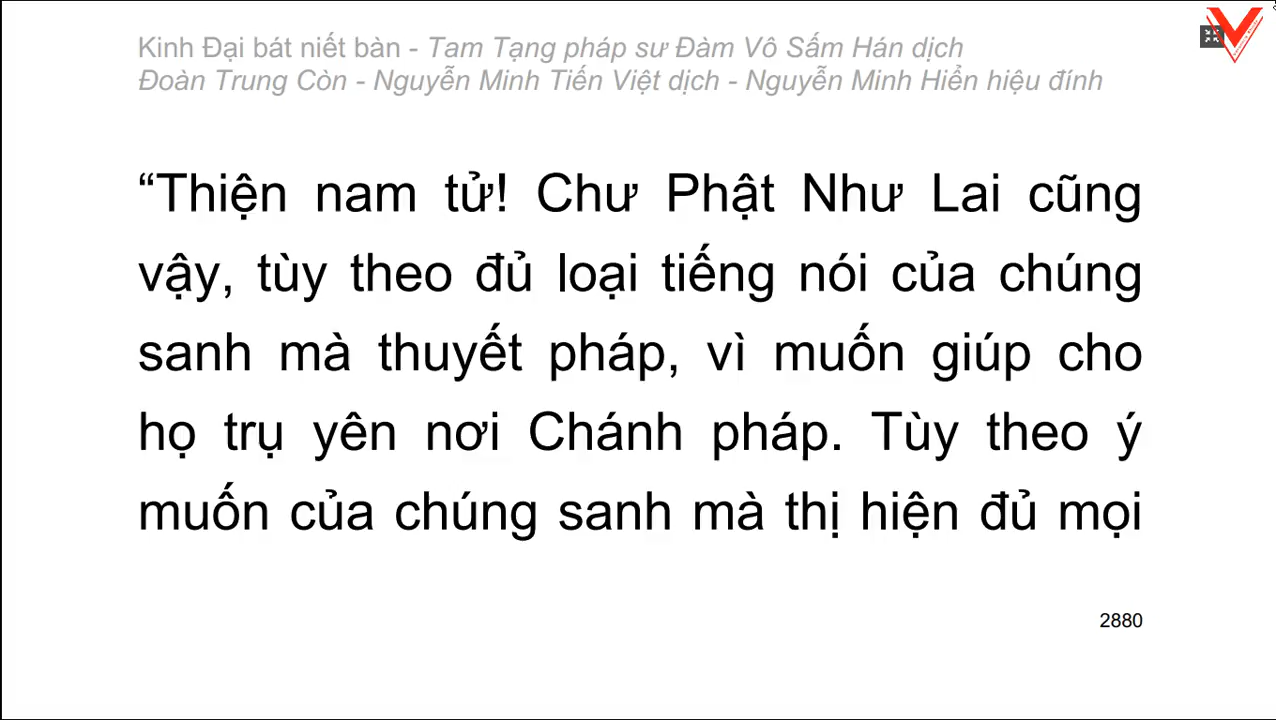 Kinh Đại bát niết bàn - Tam Tạng pháp sư Đàm Vô Sấm Hán dịch
Đoàn Trung Còn - Nguyễn Minh Tiến Việt dịch - Nguyễn Minh Hiển hiệu đính
“Thiện nam tử! Chư Phật Như Lai cũng
vậy, tùy theo đủ loại tiếng nói của chúng
sanh mà thuyết pháp, vì muốn giúp cho
họ trụ yên nơi Chánh pháp. Tùy theo ý
muốn của chúng sanh mà thị hiện đủ mọi
2880